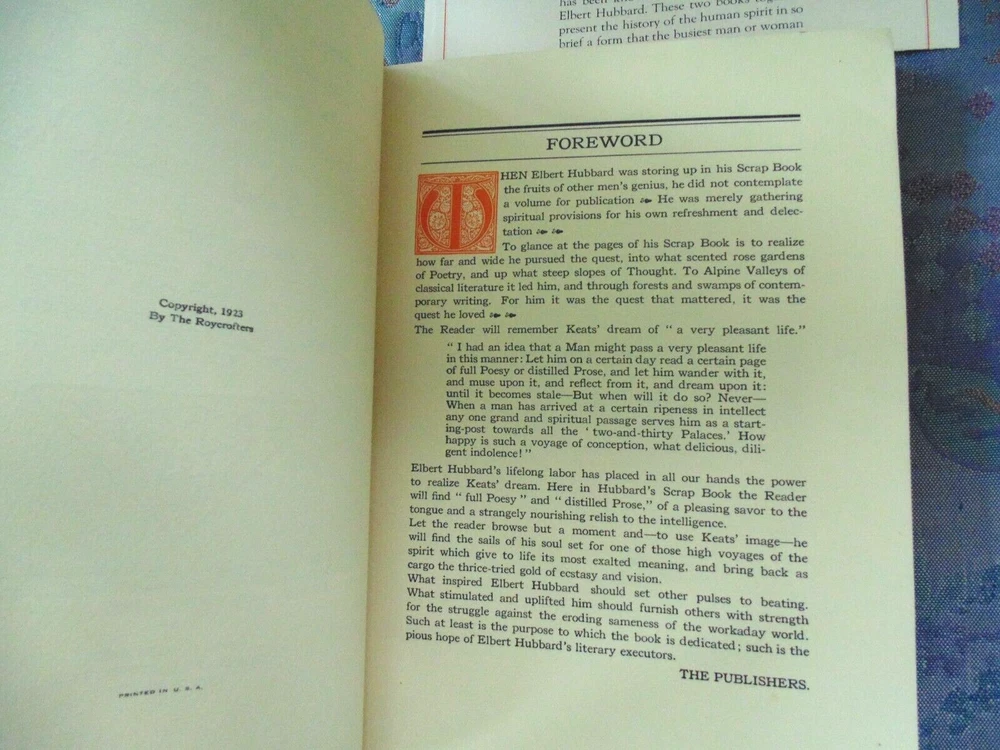 has been
Elbert Hubbard. These two books
present the history of the human spirit in so
brief a form that the busiest man or woman
Copyright, 1923
By The Roycrofters
PRINTED IN U. S. A.
FOREWORD
WHEN Elbert Hubbard was storing up in his Scrap Book
the fruits of other men's genius, he did not contemplate
a volume for publication ❧ He was merely gathering
spiritual provisions for his own refreshment and delec-
tation ❧ ❧
To glance at the pages of his Scrap Book is to realize
how far and wide he pursued the quest, into what scented rose gardens
of Poetry, and up what steep slopes of Thought. To Alpine Valleys of
classical literature it led him, and through forests and swamps of contem-
porary writing. For him it was the quest that mattered, it was the
quest he loved ❧ ❧
The Reader will remember Keats' dream of "a very pleasant life."
"I had an idea that a Man might pass a very pleasant life
in this manner: Let him on a certain day read a certain page
of full Poesy or distilled Prose, and let him wander with it,
and muse upon it, and reflect from it, and dream upon it:
until it becomes stale—But when will it do so? Never—
When a man has arrived at a certain ripeness in intellect
any one grand and spiritual passage serves him as a start-
ing-post towards all the 'two-and-thirty Palaces.' How
happy is such a voyage of conception, what delicious, dili-
gent indolence!"
Elbert Hubbard's lifelong labor has placed in all our hands the power
to realize Keats' dream. Here in Hubbard's Scrap Book the Reader
will find "full Poesy" and "distilled Prose," of a pleasing savor to the
tongue and a strangely nourishing relish to the intelligence.
Let the reader browse but a moment and—to use Keats' image—he
will find the sails of his soul set for one of those high voyages of the
spirit which give to life its most exalted meaning, and bring back as
cargo the thrice-tried gold of ecstasy and vision.
What inspired Elbert Hubbard should set other pulses to beating.
What stimulated and uplifted him should furnish others with strength
for the struggle against the eroding sameness of the workaday world.
Such at least is the purpose to which the book is dedicated; such is the
pious hope of Elbert Hubbard's literary executors.
THE PUBLISHERS.